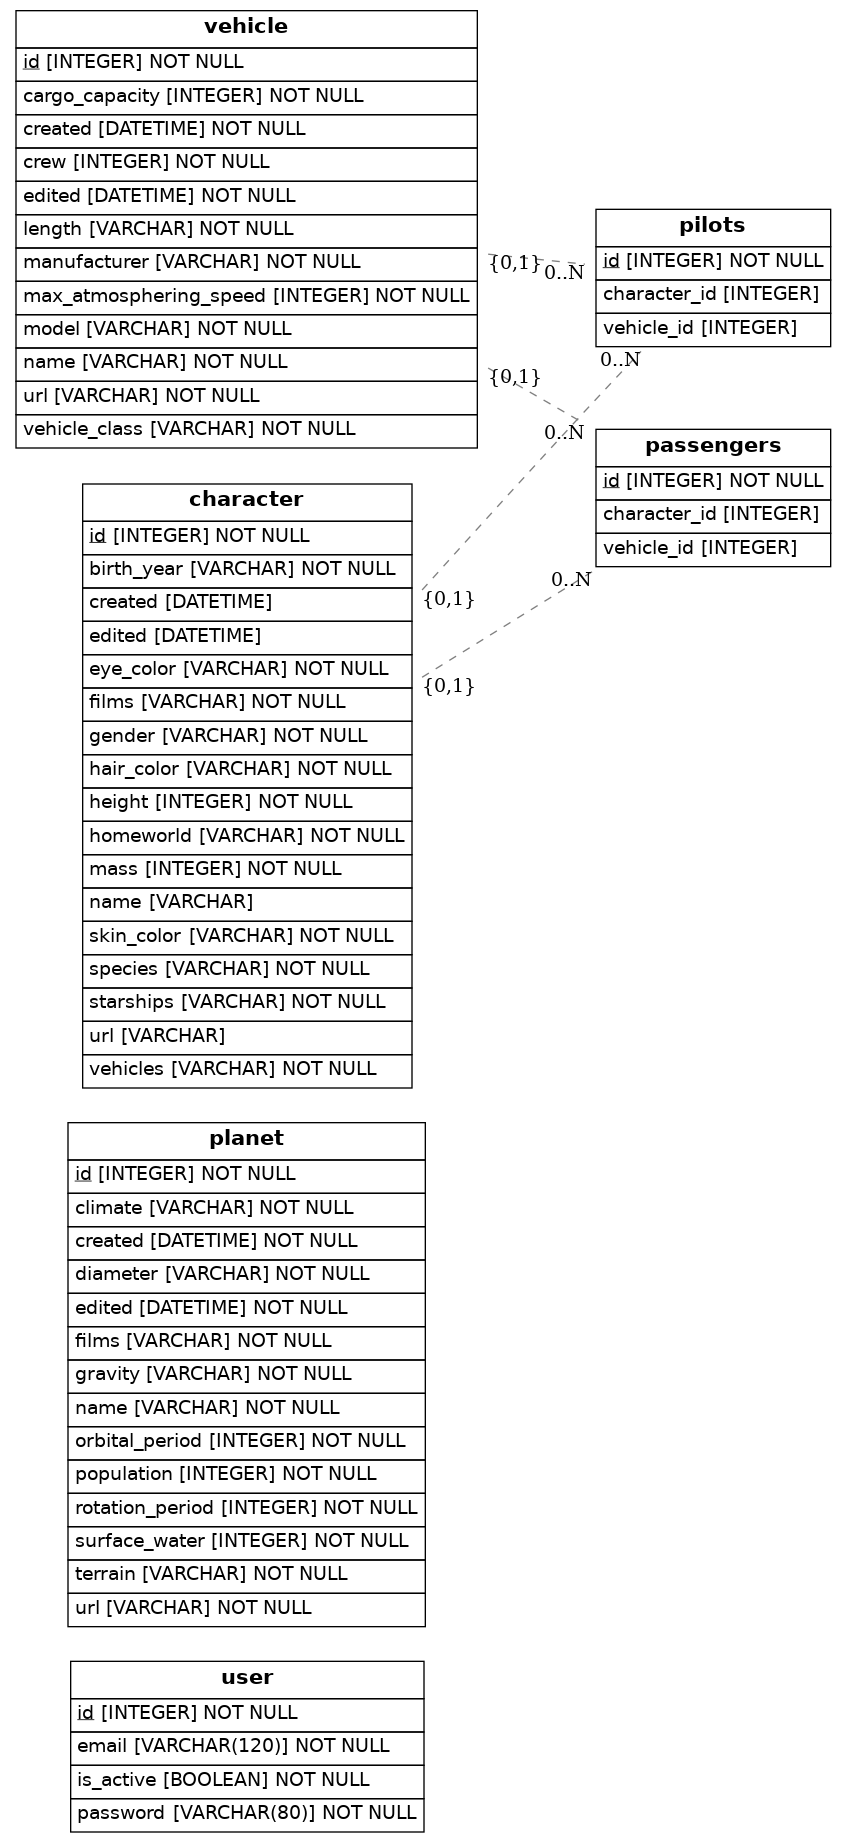 vehicle
id [INTEGER] NOT NULL
cargo_capacity [INTEGER] NOT NULL
created [DATETIME] NOT NULL
crew [INTEGER] NOT NULL
edited [DATETIME] NOT NULL
length [VARCHAR] NOT NULL
manufacturer [VARCHAR] NOT NULL
max_atmosphering_speed [INTEGER] NOT NULL
model [VARCHAR] NOT NULL
name [VARCHAR] NOT NULL
url [VARCHAR] NOT NULL
vehicle_class [VARCHAR] NOT NULL
{0,1}
0..N
{0,1}
0..N
pilots
id [INTEGER] NOT NULL
character_id [INTEGER]
vehicle_id [INTEGER]
0..N
passengers
id [INTEGER] NOT NULL
character_id [INTEGER]
vehicle_id [INTEGER]
0..N
{0,1}
{0,1}
character
id [INTEGER] NOT NULL
birth_year [VARCHAR] NOT NULL
created [DATETIME]
edited [DATETIME]
eye_color [VARCHAR] NOT NULL
films [VARCHAR] NOT NULL
gender [VARCHAR] NOT NULL
hair_color [VARCHAR] NOT NULL
height [INTEGER] NOT NULL
homeworld [VARCHAR] NOT NULL
mass [INTEGER] NOT NULL
name [VARCHAR]
skin_color [VARCHAR] NOT NULL
species [VARCHAR] NOT NULL
starships [VARCHAR] NOT NULL
url [VARCHAR]
vehicles [VARCHAR] NOT NULL
planet
id [INTEGER] NOT NULL
climate [VARCHAR] NOT NULL
created [DATETIME] NOT NULL
diameter [VARCHAR] NOT NULL
edited [DATETIME] NOT NULL
films [VARCHAR] NOT NULL
gravity [VARCHAR] NOT NULL
name [VARCHAR] NOT NULL
orbital_period [INTEGER] NOT NULL
population [INTEGER] NOT NULL
rotation_period [INTEGER] NOT NULL
surface_water [INTEGER] NOT NULL
terrain [VARCHAR] NOT NULL
url [VARCHAR] NOT NULL
user
id [INTEGER] NOT NULL
email [VARCHAR(120)] NOT NULL
is_active [BOOLEAN] NOT NULL
password [VARCHAR(80)] NOT NULL